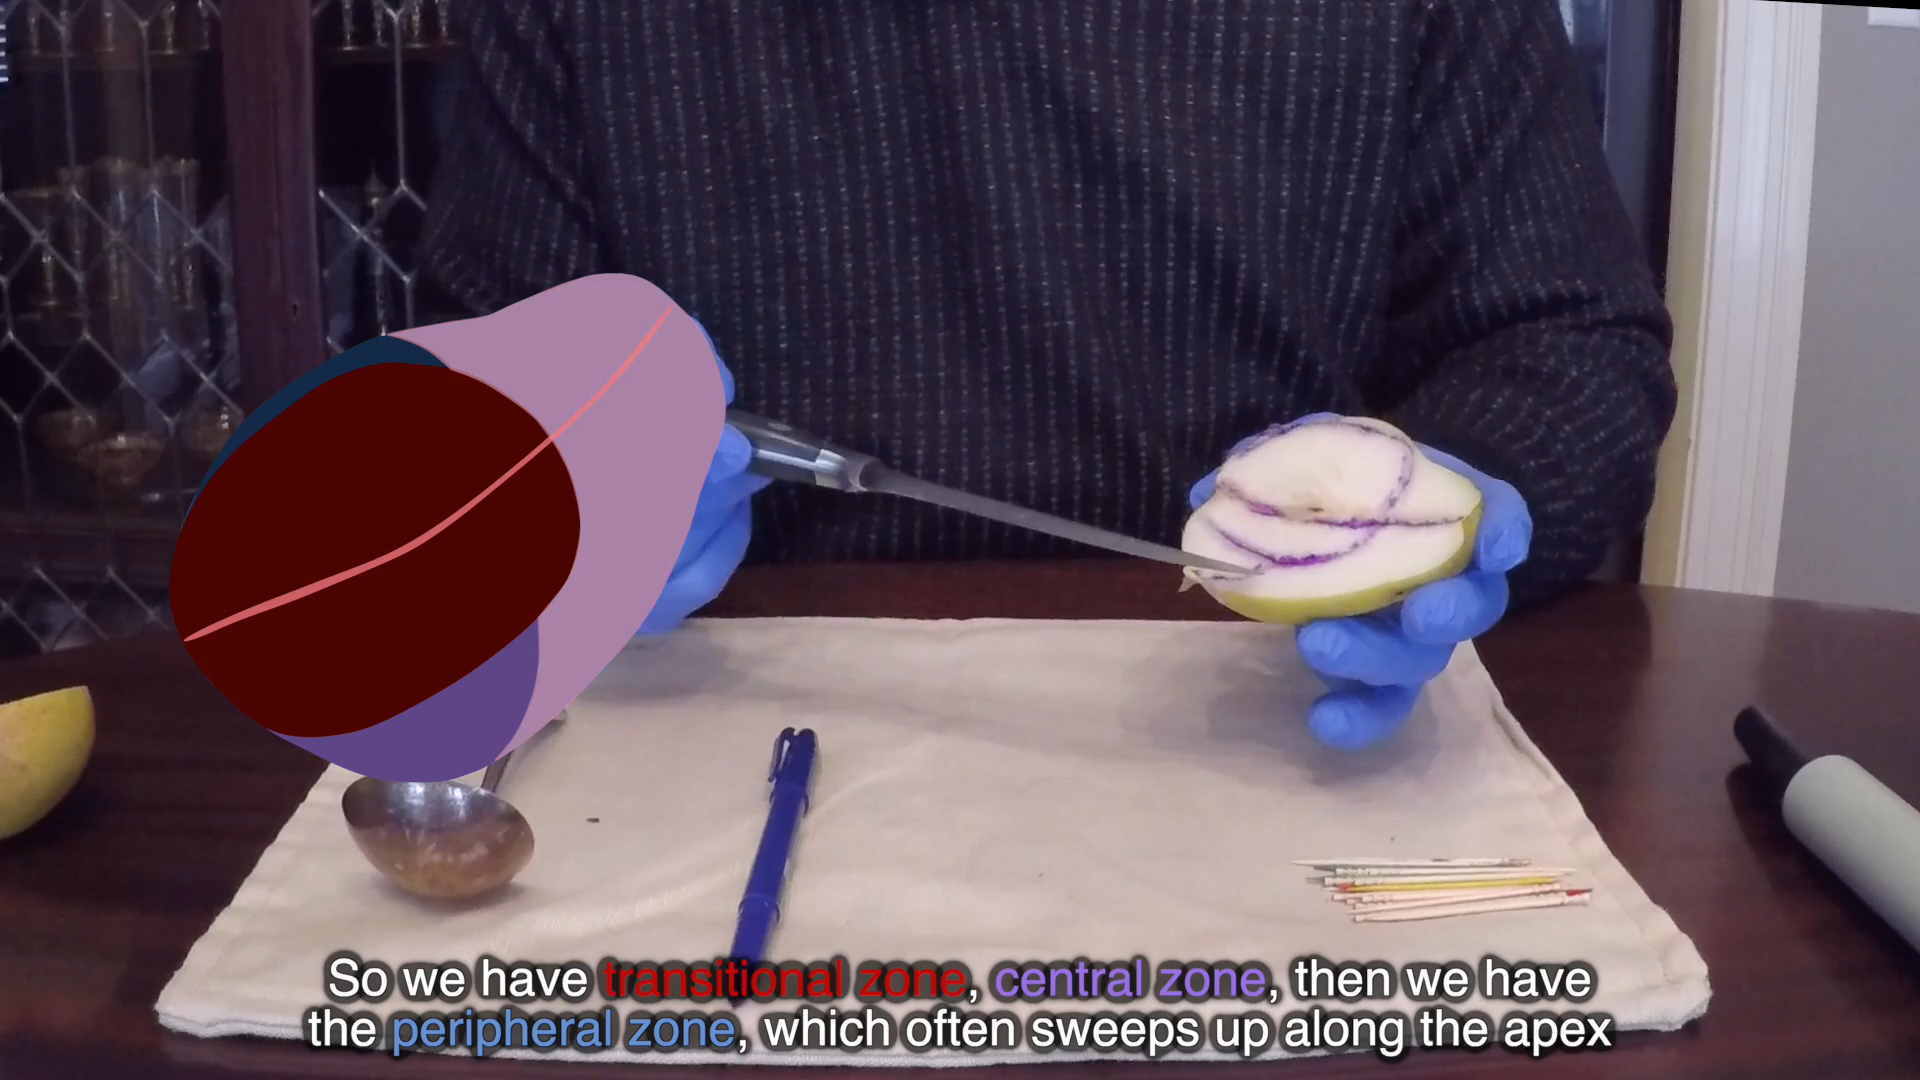 So we have transitional zone, central zone, then we have
the peripheral zone, which often sweeps up along the apex